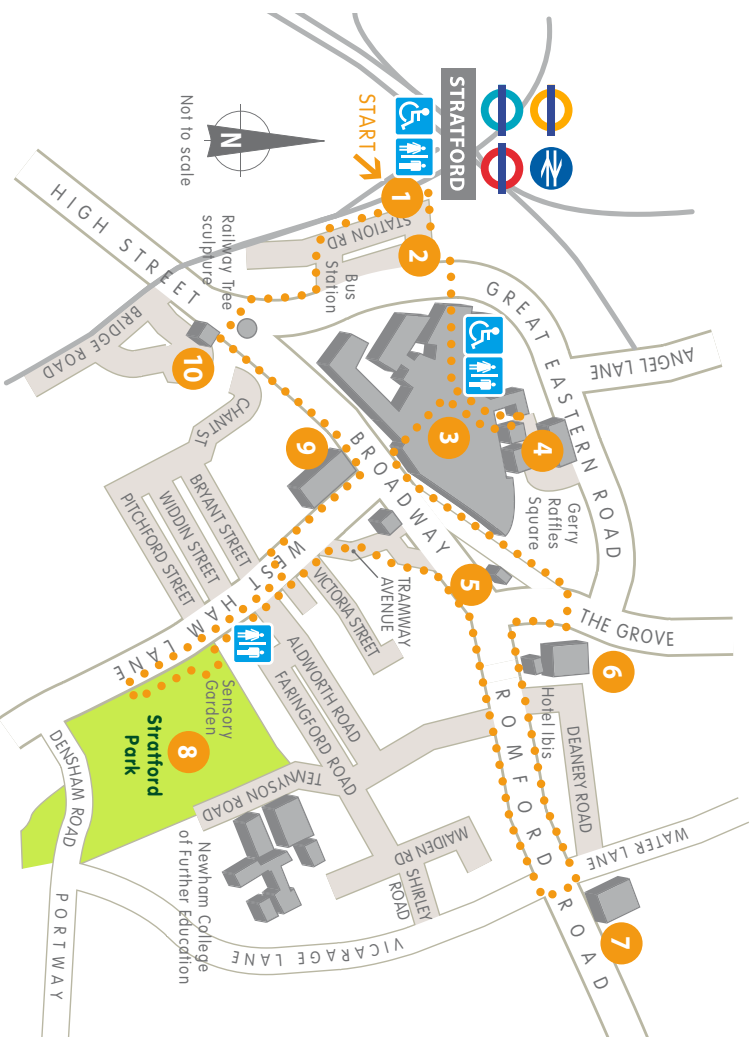 STRATFORD
START
1
STATION RD
2
Bus
Station
Railway Tree
sculpture
Not to scale
N
HIGH STREET
BRIDGE ROAD
10
CHANT ST
GREAT EASTERN ROAD
ANGEL LANE
3
4
Gerry
Raffles
Square
9
BROADWAY
BRYANT STREET
WIDDIN STREET
PITCHFORD STREET
WEST HAM LANE
VICTORIA STREET
TRAMWAY
AVENUE
5
THE GROVE
6
Hotel Ibis
ROMFORD ROAD
DEANERY ROAD
WATER LANE
7
ALDWORTH ROAD
FARINGFORD ROAD
Sensory
Garden
8
Stratford
Park
TENNYSON ROAD
DENSHAM ROAD
MAIDEN RD
SHIRLEY
ROAD
Newham College
of Further Education
VICARAGE LANE
PORTWAY